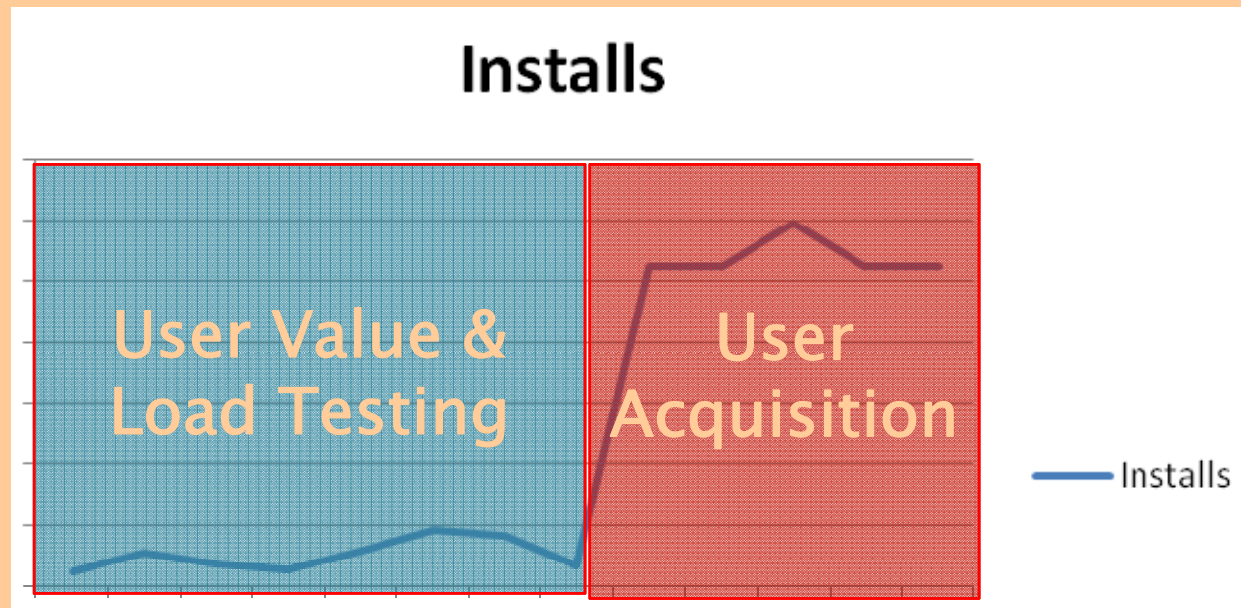 Installs
User Value &
Load Testing
User
Acquisition
Installs